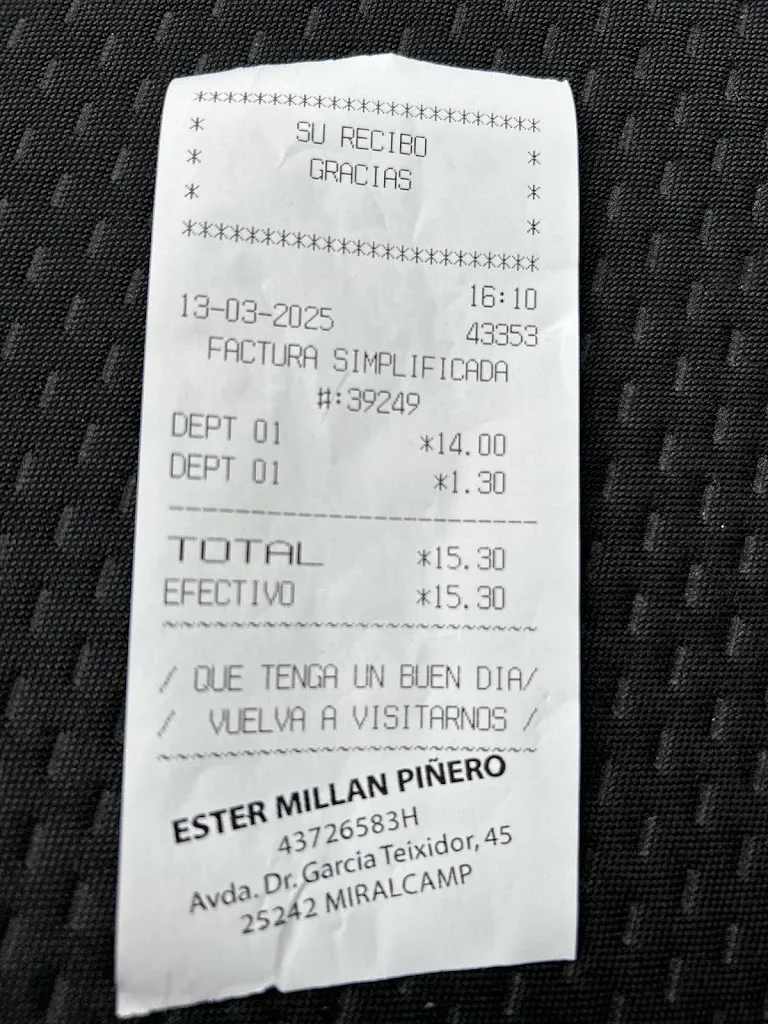 ***********************
* SU RECIBO *
* GRACIAS *
* *
***********************
16:10
13-03-2025 43353
FACTURA SIMPLIFICADA
#:39249
DEPT 01 *14.00
DEPT 01 *1.30
------------------------
TOTAL *15.30
EFECTIVO *15.30
~~~~~~~~~~~~~~~~~~~~~~~~
/ QUE TENGA UN BUEN DIA/
/ VUELVA A VISITARNOS /
~~~~~~~~~~~~~~~~~~~~~~~~
ESTER MILLAN PIÑERO
43726583H
Avda. Dr. Garcia Teixidor, 45
25242 MIRALCAMP